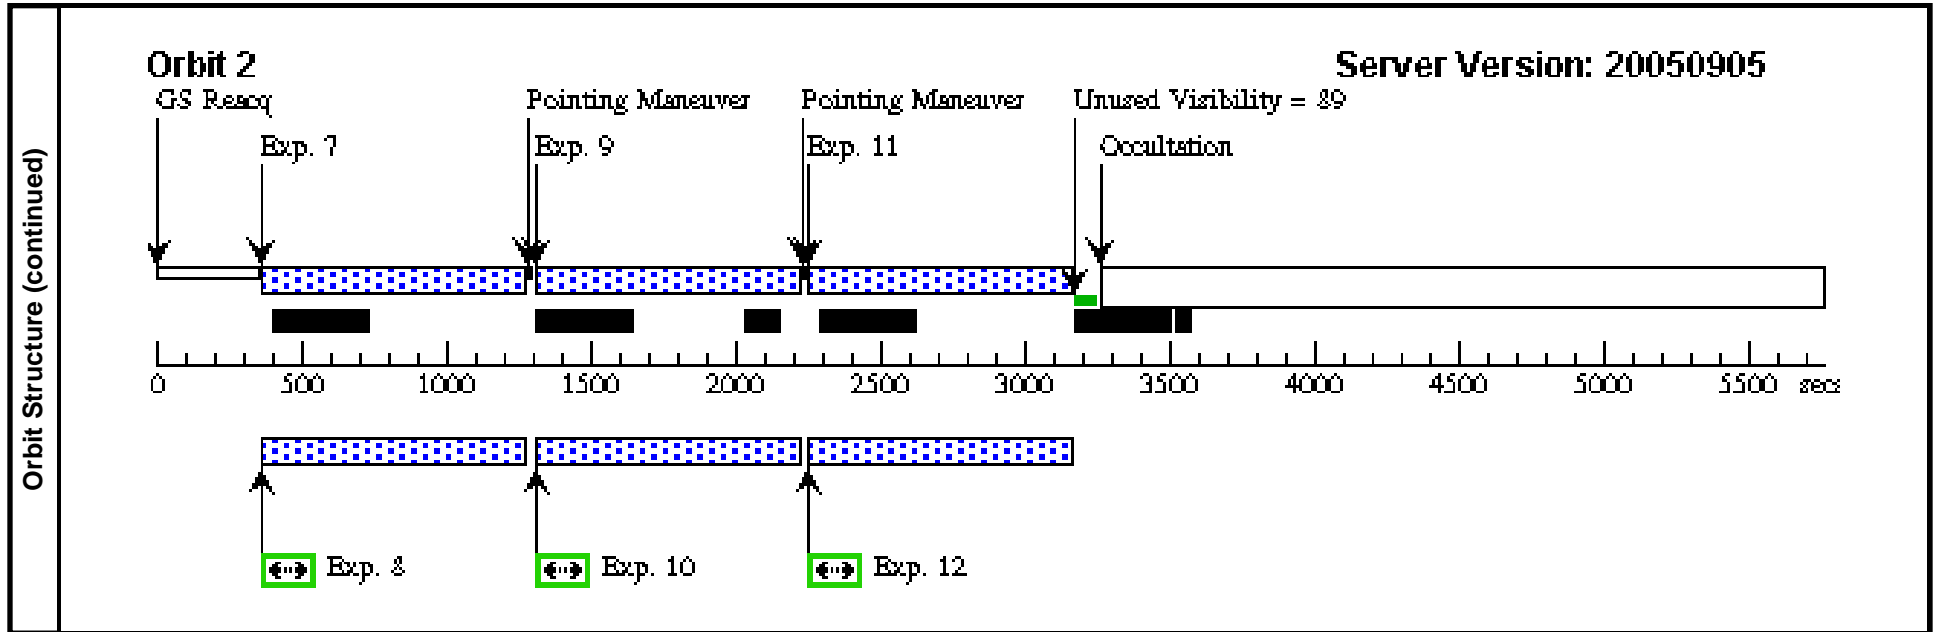 Orbit Structure (continued)
Orbit 2
Server Version: 20050905
GS Reacq
Pointing Maneuver
Pointing Maneuver
Unused Visibility = 89
Exp. 7
Exp. 9
Exp. 11
Occultation
0 500 1000 1500 2000 2500 3000 3500 4000 4500 5000 5500 secs
Exp. 8
Exp. 10
Exp. 12